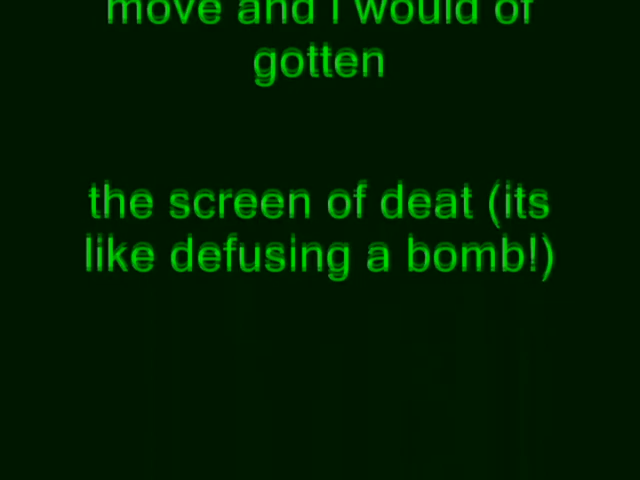 move and i would of
gotten
the screen of deat (its
like defusing a bomb!)